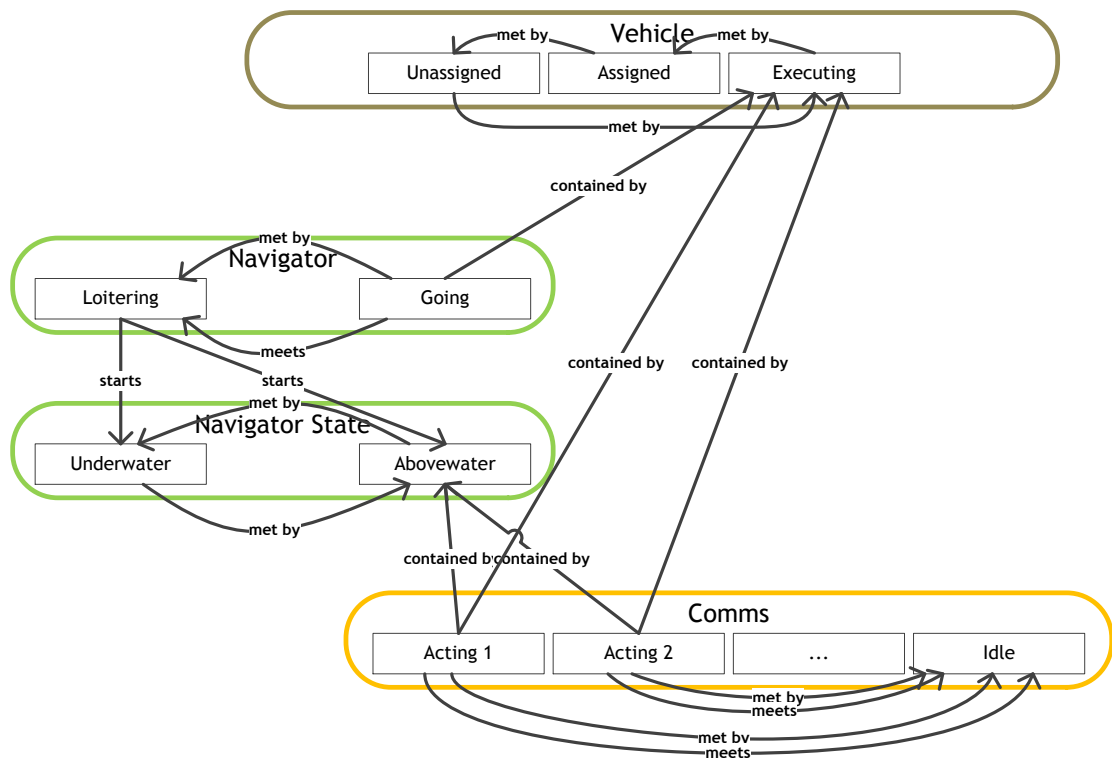 Vehicle
met by
met by
Unassigned
Assigned
Executing
met by
contained by
met by
Navigator
Loitering
Going
meets
contained by
contained by
starts
starts
met by
Navigator State
Underwater
Abovewater
met by
contained by
contained by
Comms
Acting 1
Acting 2
...
Idle
met by
meets
met by
meets